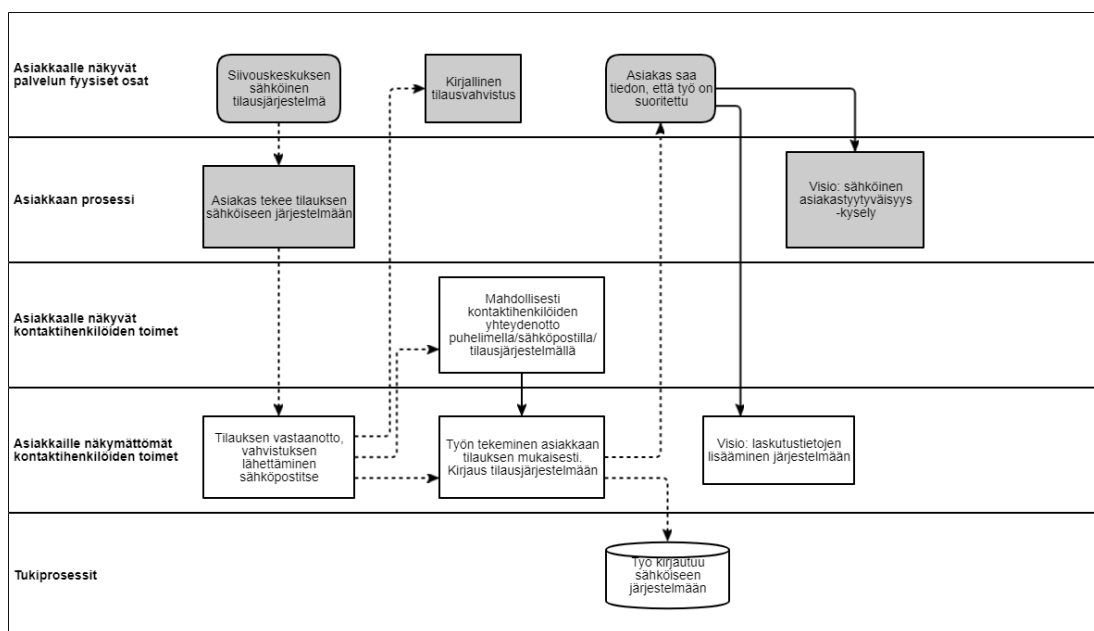 Asiakkaalle näkyvät
palvelun fyysiset osat
Siivouskeskuksen
sähköinen
tilausjärjestelmä
Kirjallinen
tilausvahvistus
Asiakas saa
tiedon, että työ on
suoritettu
Asiakkaan prosessi
Asiakas tekee tilauksen
sähköiseen järjestelmään
Visio: sähköinen
asiakastyytyväisyys
-kysely
Asiakkaalle näkyvät
kontaktihenkilöiden toimet
Mahdollisesti
kontaktihenkilöiden
yhteydenotto
puhelimella/sähköpostilla/
tilausjärjestelmällä
Asiakkaille näkymättömät
kontaktihenkilöiden toimet
Tilauksen vastaanotto,
vahvistuksen
lähettäminen
sähköpostitse
Työn tekeminen asiakkaan
tilauksen mukaisesti.
Kirjaus tilausjärjestelmään
Visio: laskutustietojen
lisääminen järjestelmään
Tukiprosessit
Työ kirjautuu
sähköiseen
järjestelmään